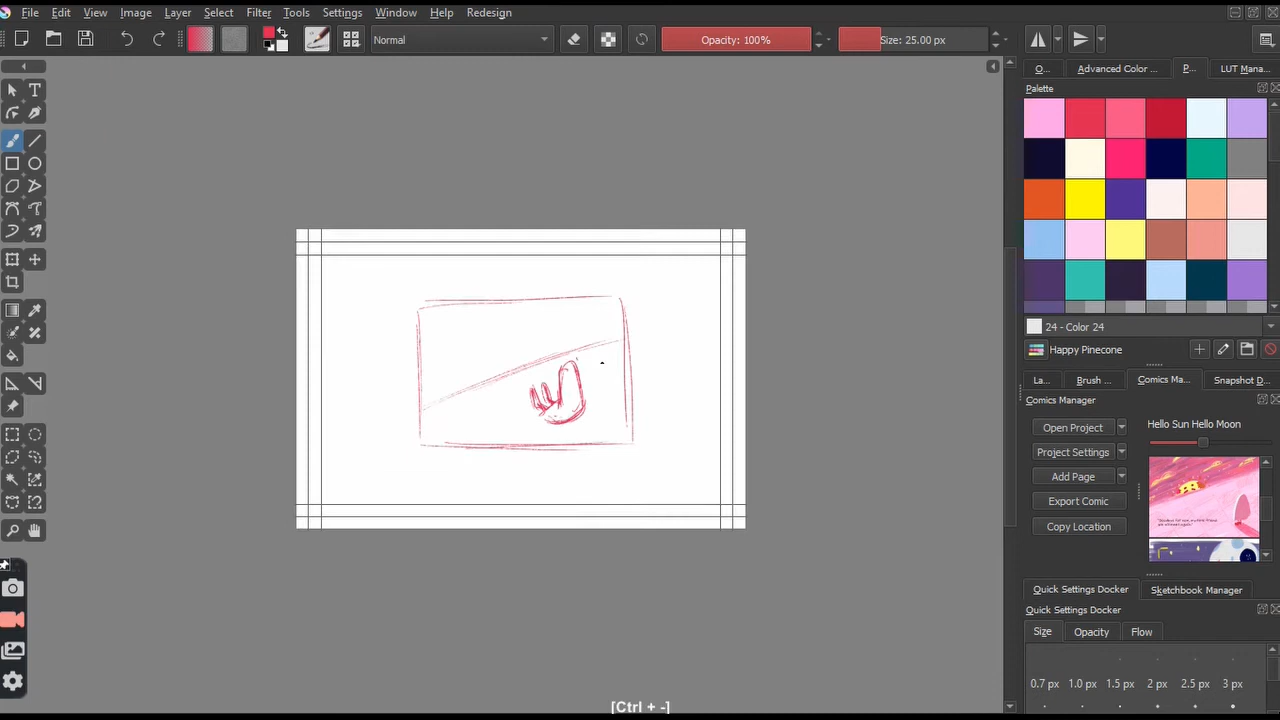 File Edit View Image Layer Select Filter Tools Settings Window Help Redesign
Normal
Opacity: 100%
Size: 25.00 px
O... Advanced Color ... P... LUT Mana...
Palette
24 - Color 24
Happy Pinecone
La... Brush ... Comics Ma... Snapshot D...
Comics Manager
Open Project
Hello Sun Hello Moon
Project Settings
Add Page
Export Comic
Copy Location
Quick Settings Docker Sketchbook Manager
Quick Settings Docker
Size Opacity Flow
0.7 px 1.0 px 1.5 px 2 px 2.5 px 3 px
[Ctrl + -]